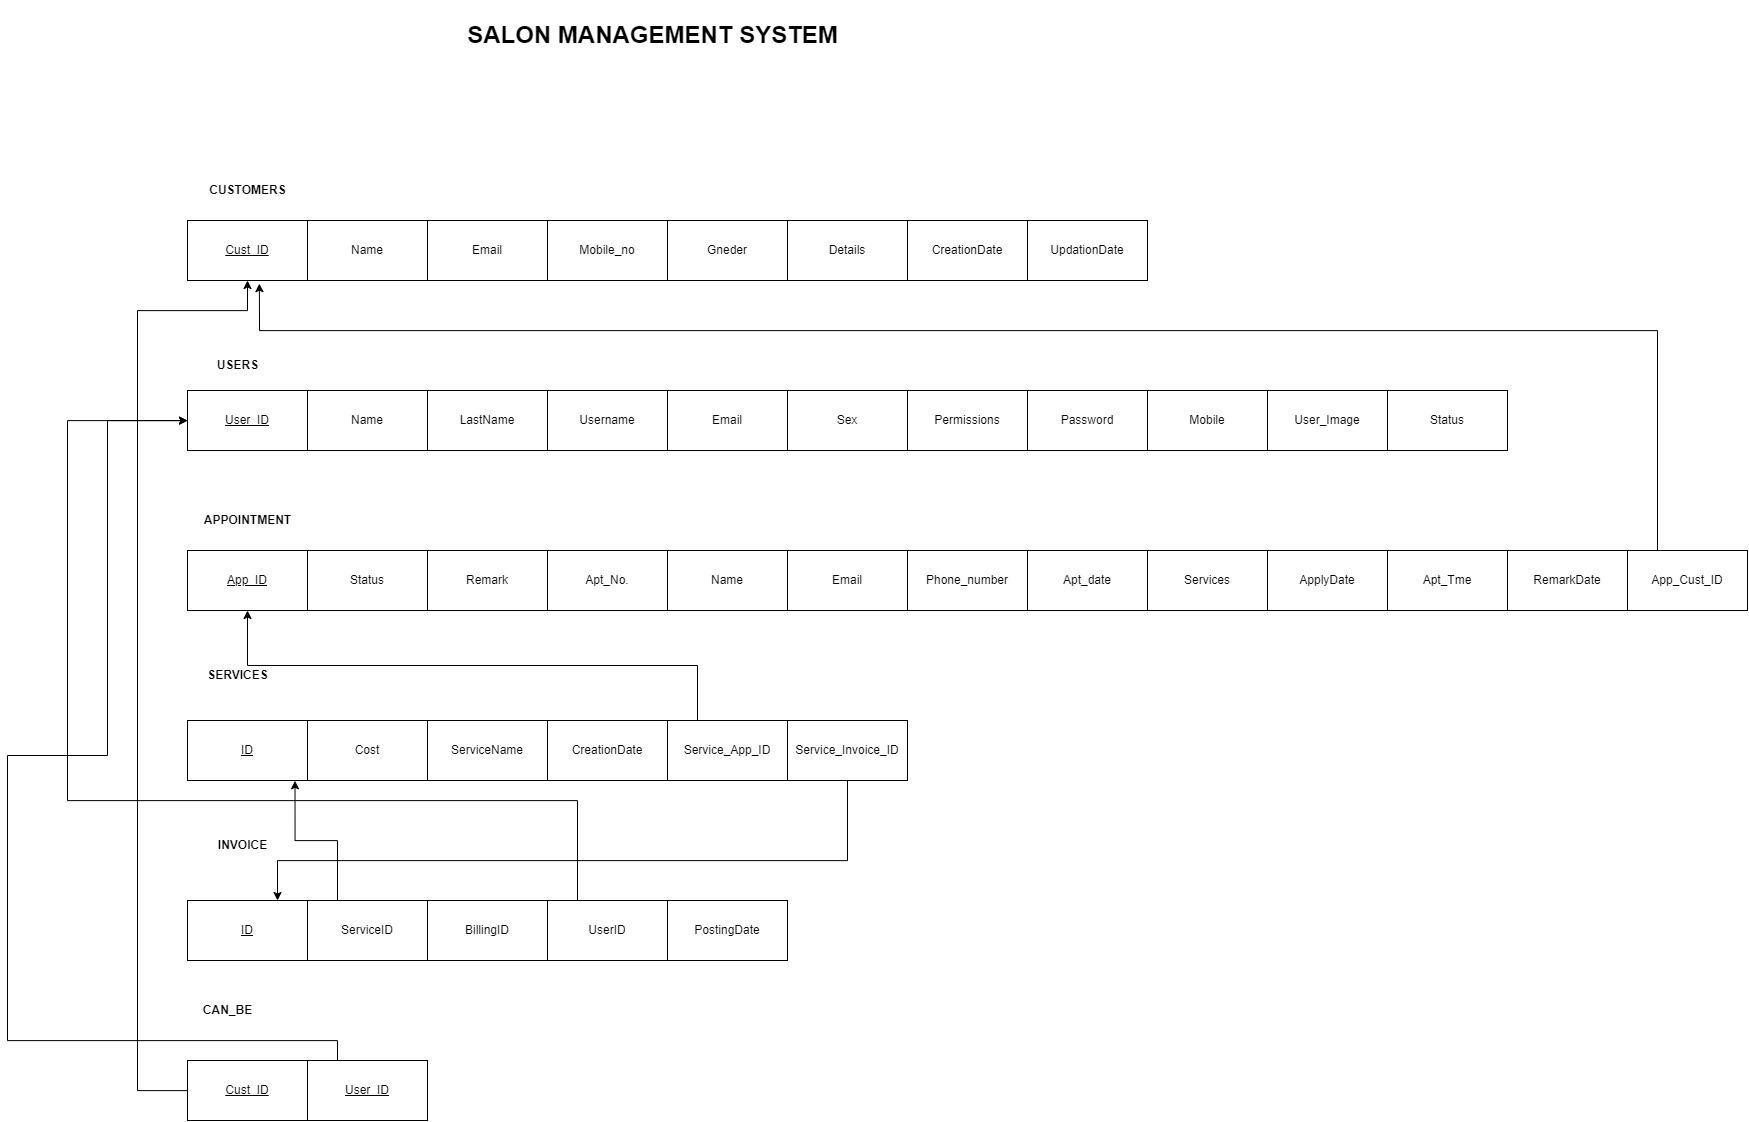 SALON MANAGEMENT SYSTEM
CUSTOMERS
Cust_ID Name Email Mobile_no Gneder Details CreationDate UpdationDate
USERS
User_ID Name LastName Username Email Sex Permissions Password Mobile User_Image Status
APPOINTMENT
App_ID Status Remark Apt_No. Name Email Phone_number Apt_date Services ApplyDate Apt_Tme RemarkDate App_Cust_ID
SERVICES
ID Cost ServiceName CreationDate Service_App_ID Service_Invoice_ID
INVOICE
ID ServiceID BillingID UserID PostingDate
CAN_BE
Cust_ID User_ID